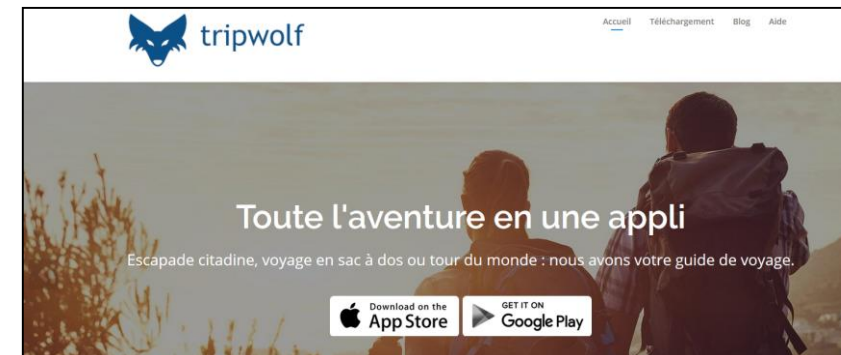 tripwolf
Accueil Téléchargement Blog Aide
Toute l'aventure en une appli
Escapade citadine, voyage en sac à dos ou tour du monde : nous avons votre guide de voyage.
Download on the
App Store
GET IT ON
Google Play